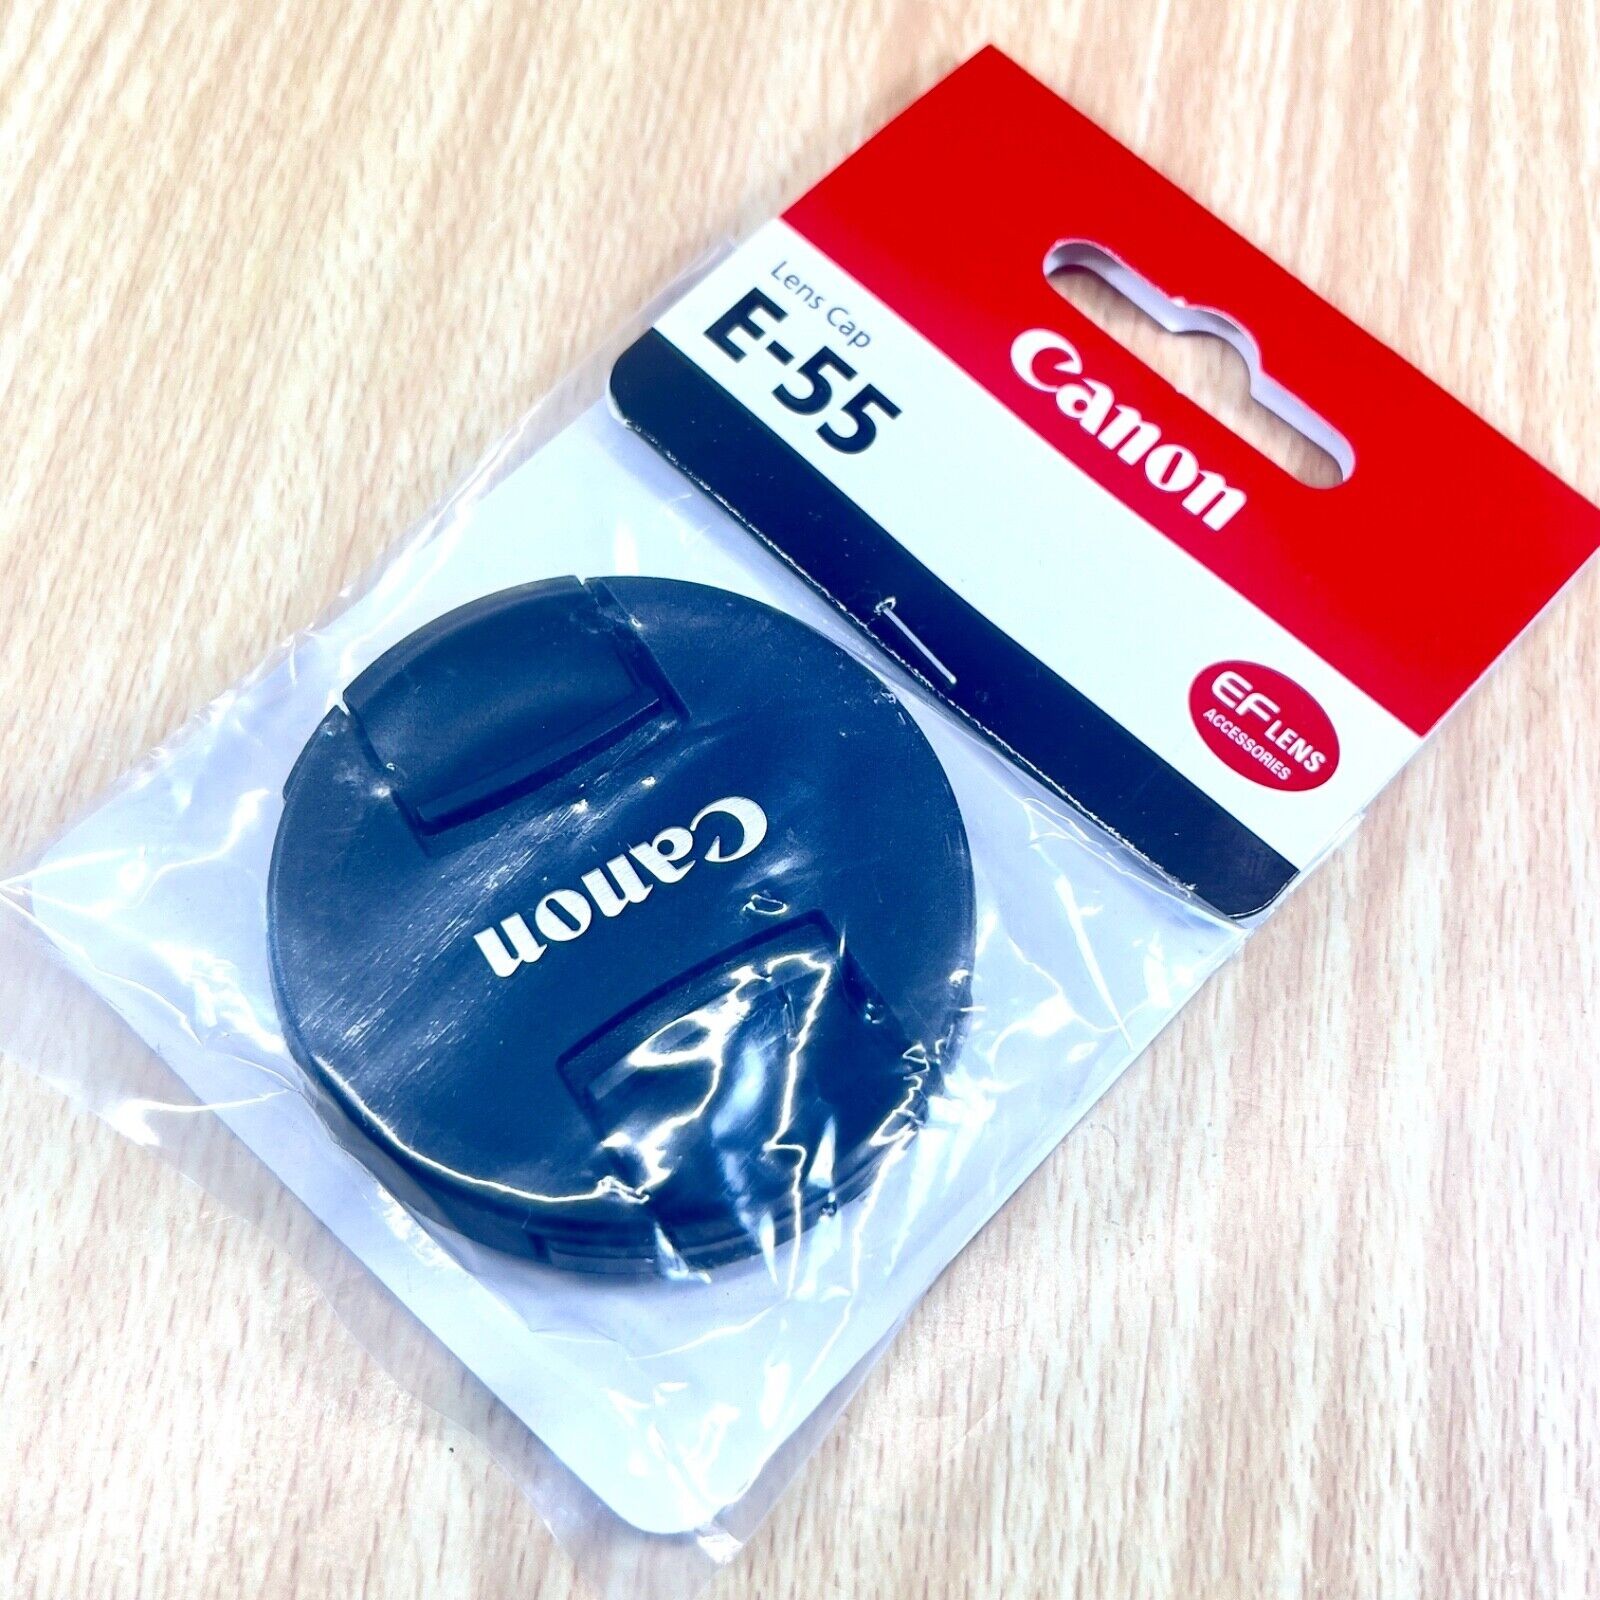 Canon
Lens Cap
E-55
EF LENS
ACCESSORIES
Canon